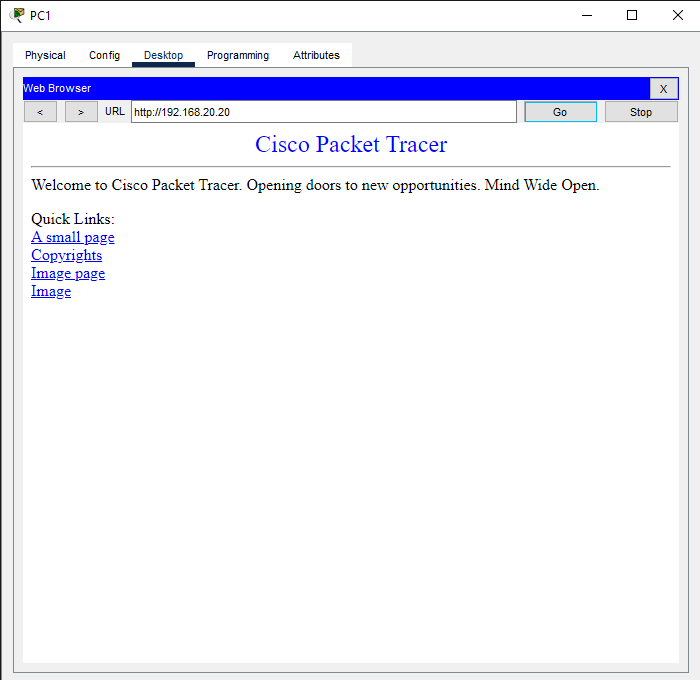 PC1
Physical Config Desktop Programming Attributes
Web Browser X
< > URL http://192.168.20.20 Go Stop
Cisco Packet Tracer
Welcome to Cisco Packet Tracer. Opening doors to new opportunities. Mind Wide Open.
Quick Links:
A small page
Copyrights
Image page
Image